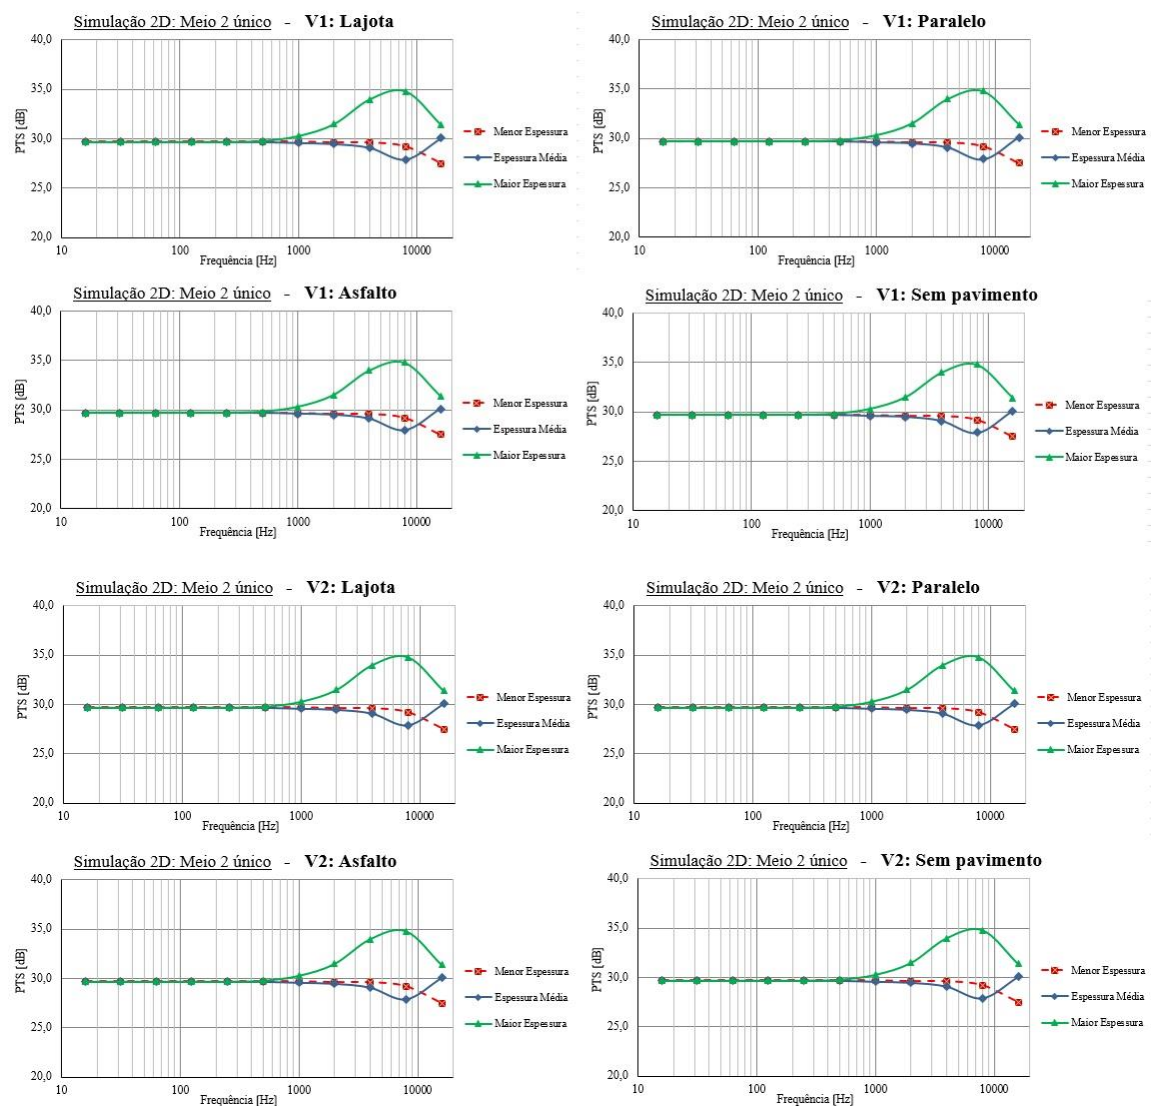 Simulação 2D: Meio 2 único - V1: Lajota
40,0
35,0
30,0
25,0
20,0
PTS [dB]
10 100 1000 10000
Frequência [Hz]
Menor Espessura
Espessura Média
Maior Espessura
Simulação 2D: Meio 2 único - V1: Paralelo
40,0
35,0
30,0
25,0
20,0
PTS [dB]
10 100 1000 10000
Frequência [Hz]
Menor Espessura
Espessura Média
Maior Espessura
Simulação 2D: Meio 2 único - V1: Asfalto
40,0
35,0
30,0
25,0
20,0
PTS [dB]
10 100 1000 10000
Frequência [Hz]
Menor Espessura
Espessura Média
Maior Espessura
Simulação 2D: Meio 2 único - V1: Sem pavimento
40,0
35,0
30,0
25,0
20,0
PTS [dB]
10 100 1000 10000
Frequência [Hz]
Menor Espessura
Espessura Média
Maior Espessura
Simulação 2D: Meio 2 único - V2: Lajota
40,0
35,0
30,0
25,0
20,0
PTS [dB]
10 100 1000 10000
Frequência [Hz]
Menor Espessura
Espessura Média
Maior Espessura
Simulação 2D: Meio 2 único - V2: Paralelo
40,0
35,0
30,0
25,0
20,0
PTS [dB]
10 100 1000 10000
Frequência [Hz]
Menor Espessura
Espessura Média
Maior Espessura
Simulação 2D: Meio 2 único - V2: Asfalto
40,0
35,0
30,0
25,0
20,0
PTS [dB]
10 100 1000 10000
Frequência [Hz]
Menor Espessura
Espessura Média
Maior Espessura
Simulação 2D: Meio 2 único - V2: Sem pavimento
40,0
35,0
30,0
25,0
20,0
PTS [dB]
10 100 1000 10000
Frequência [Hz]
Menor Espessura
Espessura Média
Maior Espessura